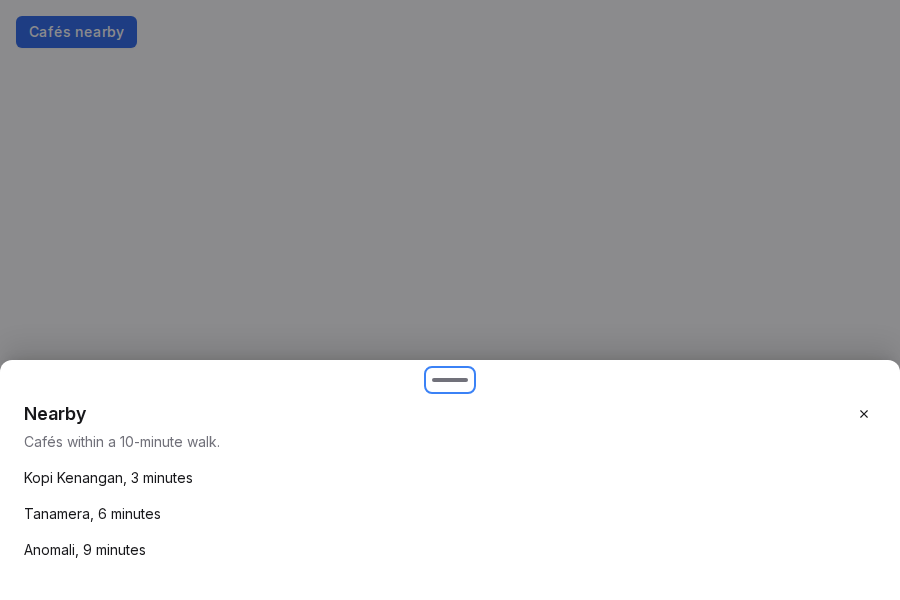 Cafés nearby
Nearby
Cafés within a 10-minute walk.
Kopi Kenangan, 3 minutes
Tanamera, 6 minutes
Anomali, 9 minutes